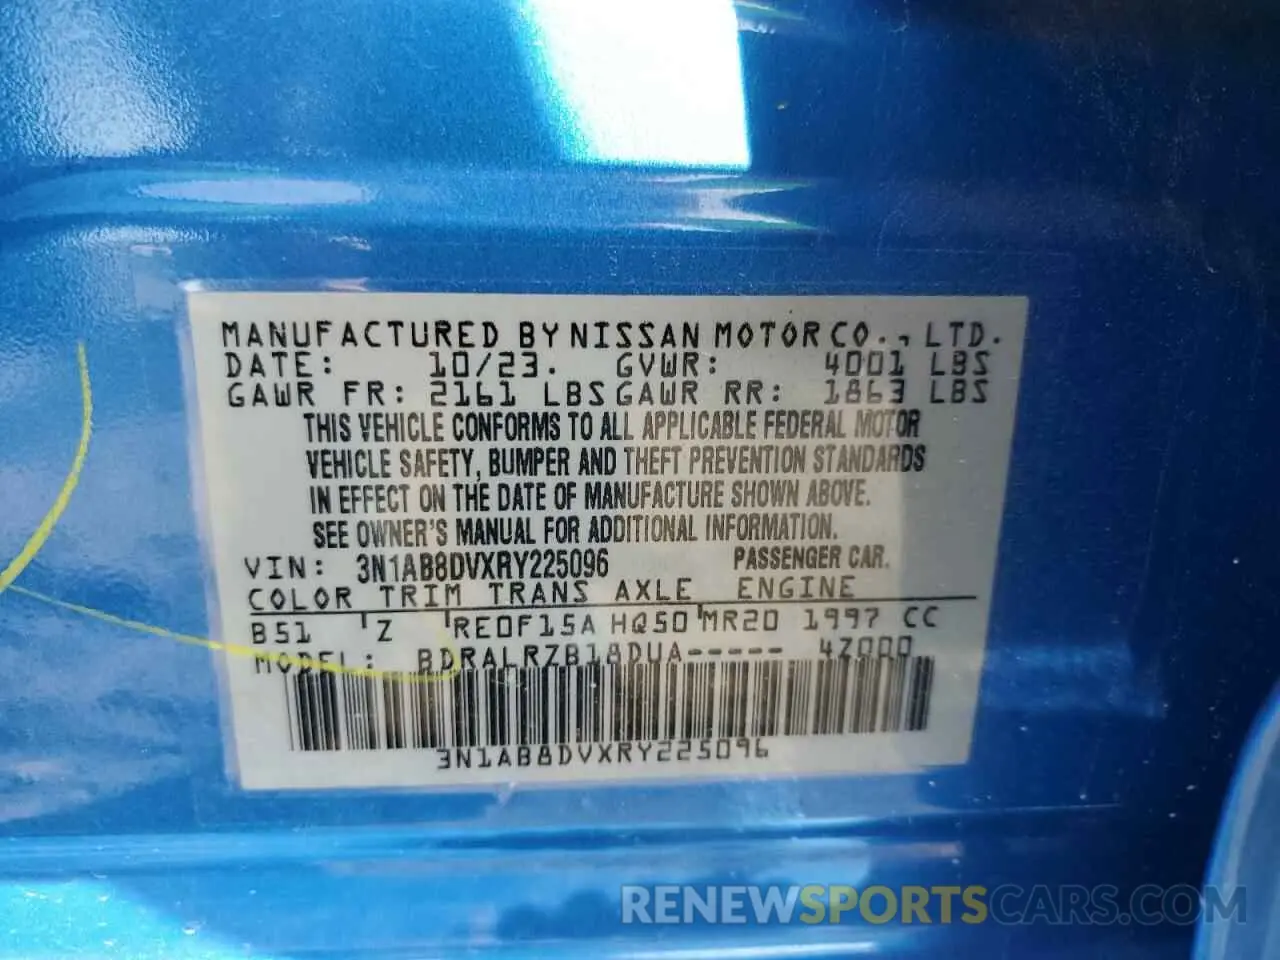 MANUFACTURED BY NISSAN MOTOR CO., LTD.
DATE: 10/23. GVWR: 4001 LBS
GAWR FR: 2161 LBS GAWR RR: 1863 LBS
THIS VEHICLE CONFORMS TO ALL APPLICABLE FEDERAL MOTOR
VEHICLE SAFETY, BUMPER AND THEFT PREVENTION STANDARDS
IN EFFECT ON THE DATE OF MANUFACTURE SHOWN ABOVE.
SEE OWNER'S MANUAL FOR ADDITIONAL INFORMATION.
VIN: 3N1AB8DVXRY225096 PASSENGER CAR.
COLOR TRIM TRANS AXLE ENGINE
B51 Z RE0F15A HQ50 MR20 1997 CC
MODEL: BDRALRZB18DUA----- 4Z000
3N1AB8DVXRY225096
RENEWSPORTSCARS.COM